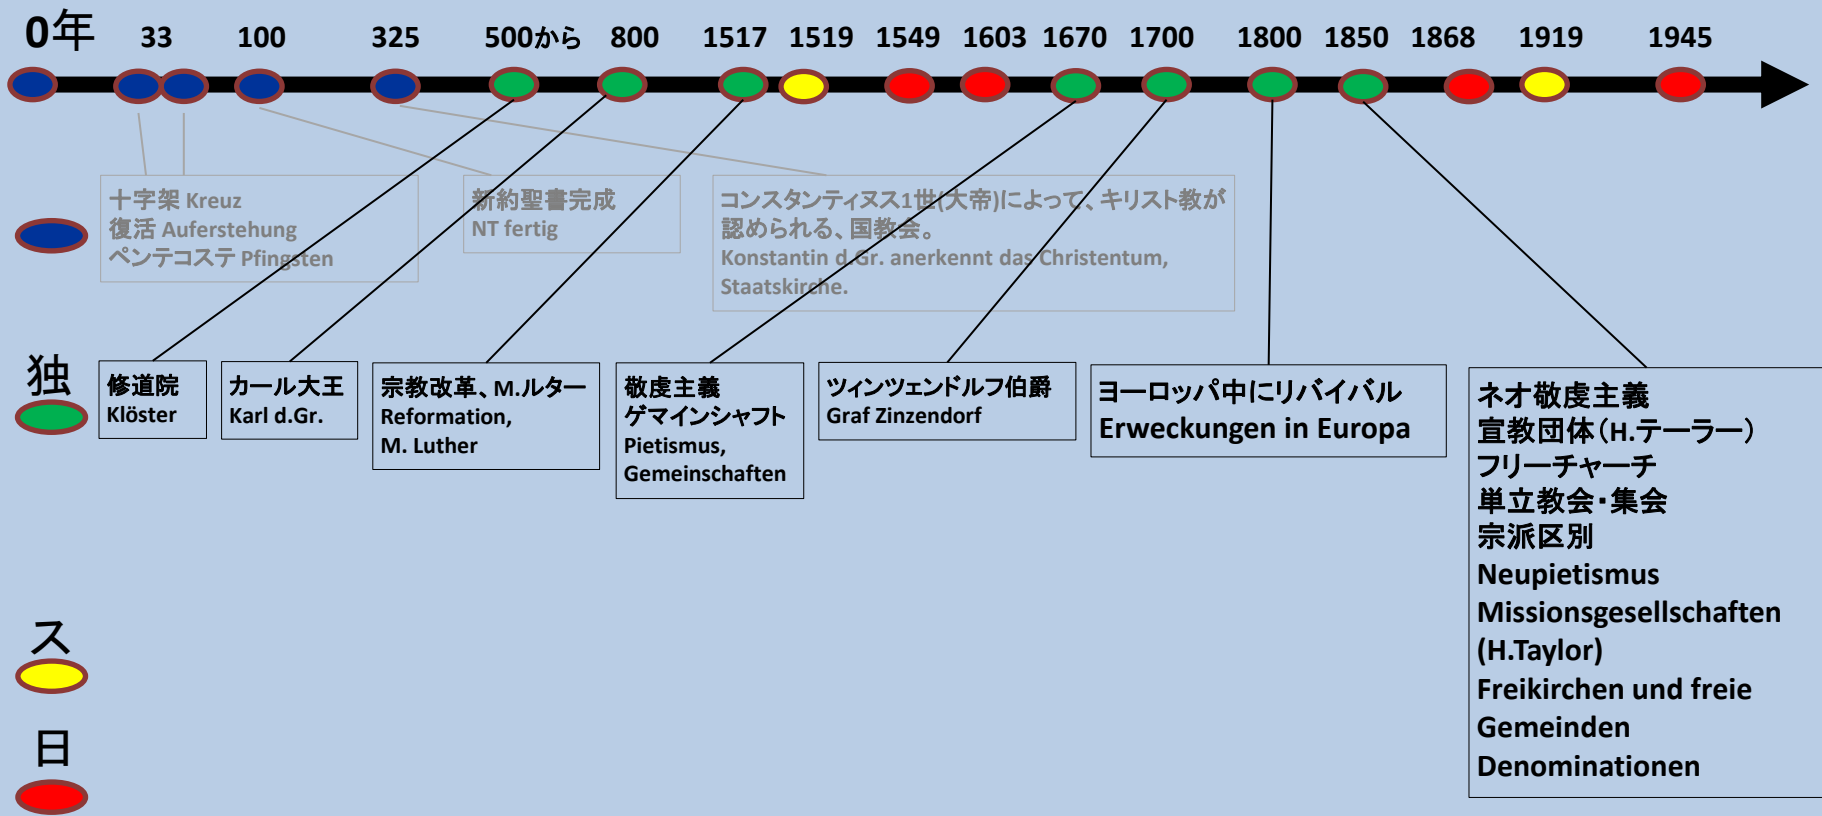 0年 33 100 325 500から 800 1517 1519 1549 1603 1670 1700 1800 1850 1868 1919 1945
十字架 Kreuz
復活 Auferstehung
ペンテコステ Pfingsten
新約聖書完成
NT fertig
コンスタンティヌス1世(大帝)によって、キリスト教が
認められる、国教会。
Konstantin d.Gr. anerkennt das Christentum,
Staatskirche.
独
修道院
Klöster
カール大王
Karl d.Gr.
宗教改革、M.ルター
Reformation,
M. Luther
敬虔主義
ゲマインシャフト
Pietismus,
Gemeinschaften
ツィンツェンドルフ伯爵
Graf Zinzendorf
ヨーロッパ中にリバイバル
Erweckungen in Europa
ネオ敬虔主義
宣教団体（H.テーラー）
フリーチャーチ
単立教会・集会
宗派区別
Neupietismus
Missionsgesellschaften
(H.Taylor)
Freikirchen und freie
Gemeinden
Denominationen
ス
日